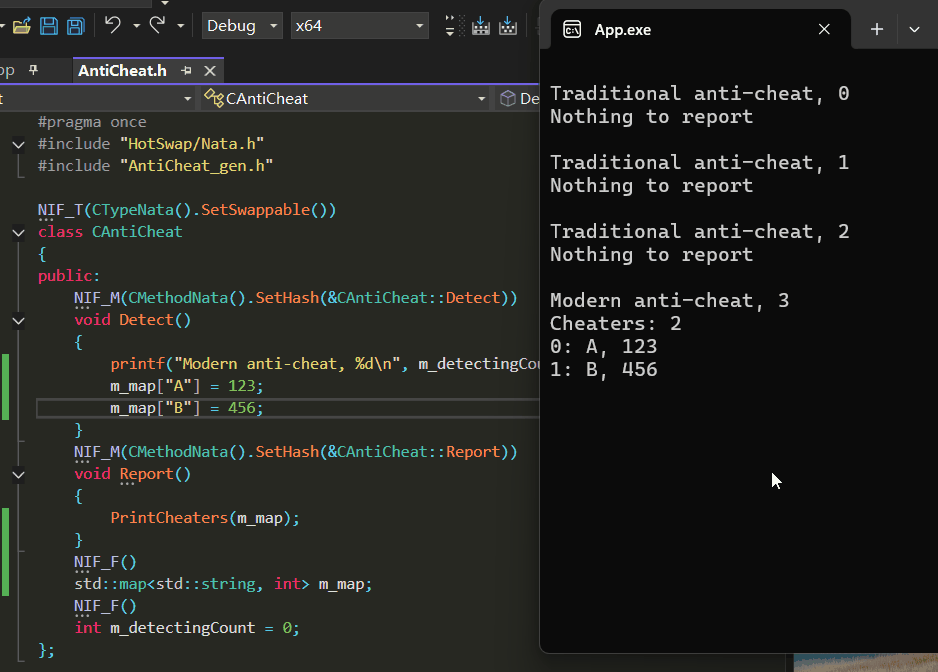 Debug
x64
AntiCheat.h
CAntiCheat
#pragma once
#include "HotSwap/Nata.h"
#include "AntiCheat_gen.h"
NIF_T(CTypeNata().SetSwappable())
class CAntiCheat
{
public:
NIF_M(CMethodNata().SetHash(&CAntiCheat::Detect))
void Detect()
{
printf("Modern anti-cheat, %d\n", m_detectingCou
m_map["A"] = 123;
m_map["B"] = 456;
}
NIF_M(CMethodNata().SetHash(&CAntiCheat::Report))
void Report()
{
PrintCheaters(m_map);
}
NIF_F()
std::map<std::string, int> m_map;
NIF_F()
int m_detectingCount = 0;
};
App.exe
Traditional anti-cheat, 0
Nothing to report
Traditional anti-cheat, 1
Nothing to report
Traditional anti-cheat, 2
Nothing to report
Modern anti-cheat, 3
Cheaters: 2
0: A, 123
1: B, 456